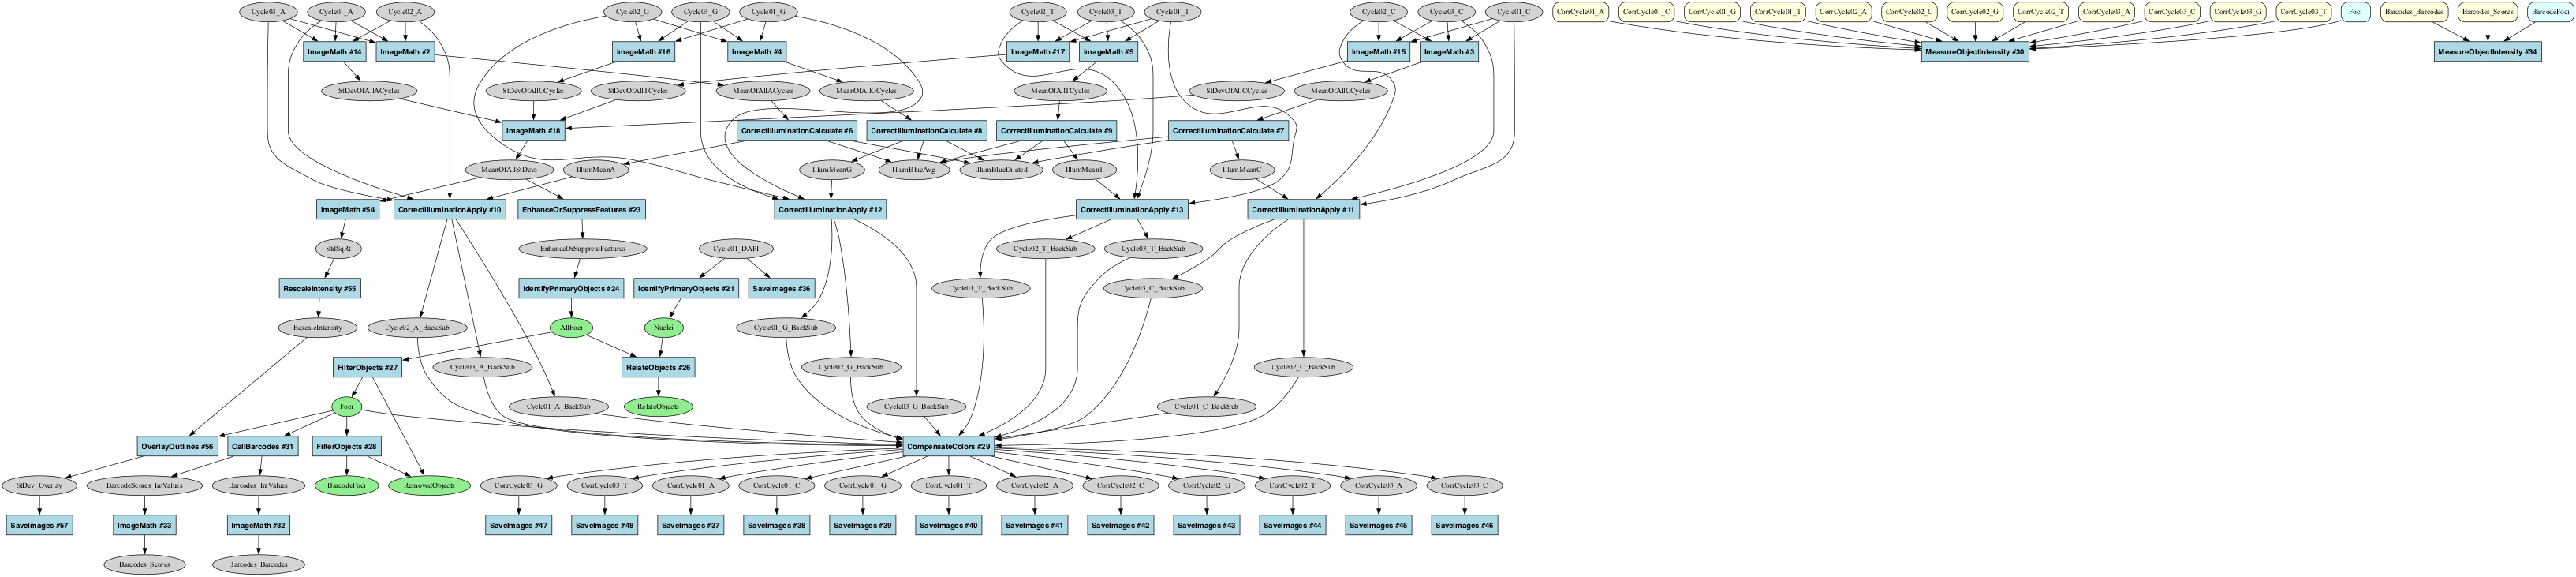 Cycle03_A Cycle01_A Cycle02_A Cycle02_G Cycle03_G Cycle01_G Cycle02_T Cycle03_T Cycle01_T Cycle02_C Cycle03_C Cycle01_C CorrCycle01_A CorrCycle01_C CorrCycle01_G CorrCycle01_T CorrCycle02_A CorrCycle02_C CorrCycle02_G CorrCycle02_T CorrCycle03_A CorrCycle03_C CorrCycle03_G CorrCycle03_T Foci Barcodes_Barcodes Barcodes_Scores BarcodeFoci
ImageMath #14 ImageMath #2 ImageMath #16 ImageMath #4 ImageMath #17 ImageMath #5 ImageMath #15 ImageMath #3 MeasureObjectIntensity #30 MeasureObjectIntensity #34
StDevOfAllACycles StDevOfAllGCycles StDevOfAllTCycles MeanOfAllACycles MeanOfAllGCycles MeanOfAllTCycles StDevOfAllCCycles MeanOfAllCCycles
ImageMath #18 CorrectIlluminationCalculate #6 CorrectIlluminationCalculate #8 CorrectIlluminationCalculate #9 CorrectIlluminationCalculate #7
MeanOfAllStDevs IllumMeanA IllumMeanG IllumBlueAvg IllumBlueDilated IllumMeanT IllumMeanC
ImageMath #54 CorrectIlluminationApply #10 EnhanceOrSuppressFeatures #23 CorrectIlluminationApply #12 CorrectIlluminationApply #13 CorrectIlluminationApply #11
StdSqRt EnhanceOrSuppressFeatures Cycle01_DAPI Cycle02_T_BackSub Cycle03_T_BackSub
RescaleIntensity #55 IdentifyPrimaryObjects #24 IdentifyPrimaryObjects #21 SaveImages #36 Cycle01_T_BackSub Cycle03_C_BackSub
RescaleIntensity Cycle02_A_BackSub AllFoci Nuclei Cycle01_G_BackSub
FilterObjects #27 Cycle03_A_BackSub RelateObjects #26 Cycle02_G_BackSub Cycle02_C_BackSub
Foci Cycle01_A_BackSub RelateObjects Cycle03_G_BackSub Cycle01_C_BackSub
OverlayOutlines #56 CallBarcodes #31 FilterObjects #28 CompensateColors #29
StDev_Overlay BarcodeScores_IntValues Barcodes_IntValues BarcodeFoci RemovedObjects CorrCycle03_G CorrCycle03_T CorrCycle01_A CorrCycle01_C CorrCycle01_G CorrCycle01_T CorrCycle02_A CorrCycle02_C CorrCycle02_G CorrCycle02_T CorrCycle03_A CorrCycle03_C
SaveImages #57 ImageMath #33 ImageMath #32 SaveImages #47 SaveImages #48 SaveImages #37 SaveImages #38 SaveImages #39 SaveImages #40 SaveImages #41 SaveImages #42 SaveImages #43 SaveImages #44 SaveImages #45 SaveImages #46
Barcodes_Scores Barcodes_Barcodes